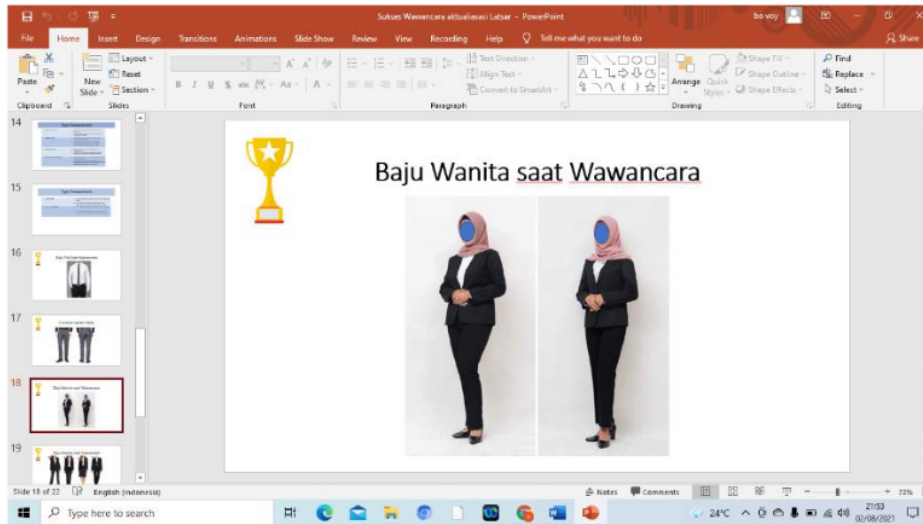 Sukses Wawancara aktualiasasi Latsar - PowerPoint
bo voy
File Home Insert Design Transitions Animations Slide Show Review View Recording Help Tell me what you want to do Share
Paste
New Slide
Layout
Reset
Section
Text Direction
Align Text
Convert to SmartArt
Arrange
Quick Styles
Shape Fill
Shape Outline
Shape Effects
Find
Replace
Select
Clipboard Slides Font Paragraph Drawing Editing
14
15
16
17
18
19
Baju Wanita saat Wawancara
Slide 18 of 22 English (Indonesia) Notes Comments 72%
Type here to search
24°C
21:53
02/08/2021